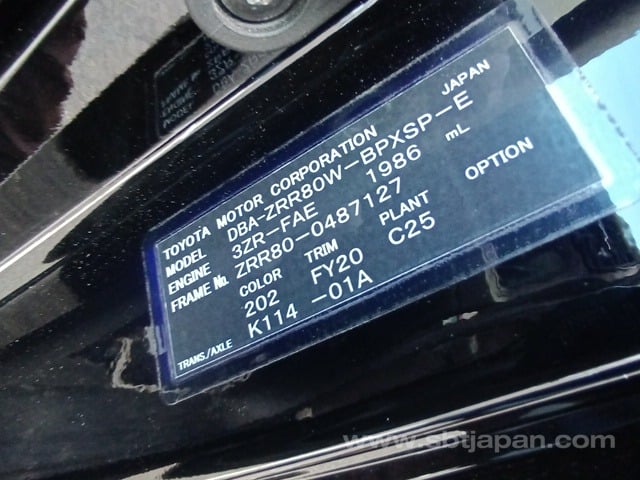 TOYOTA MOTOR CORPORATION JAPAN
MODEL DBA-ZRR80W-BPXSP-E
ENGINE 3ZR-FAE 1986 mL
FRAME No. ZRR80-0487127
COLOR TRIM PLANT OPTION
202 FY20 C25
TRANS./AXLE K114 -01A
www.sbtjapan.com